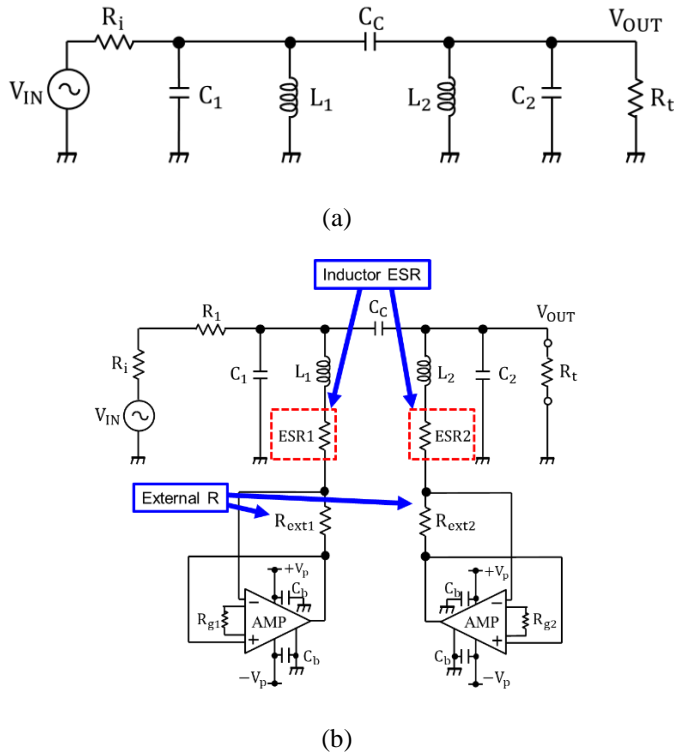 R_i
C_C
V_OUT
V_IN
C_1
L_1
L_2
C_2
R_t
(a)
Inductor ESR
C_C
V_OUT
R_1
R_i
C_1
L_1
L_2
C_2
R_t
V_IN
ESR1
ESR2
External R
R_ext1
R_ext2
+V_p
+V_p
C_b
C_b
R_g1
− AMP +
− AMP +
R_g2
C_b
C_b
−V_p
−V_p
(b)